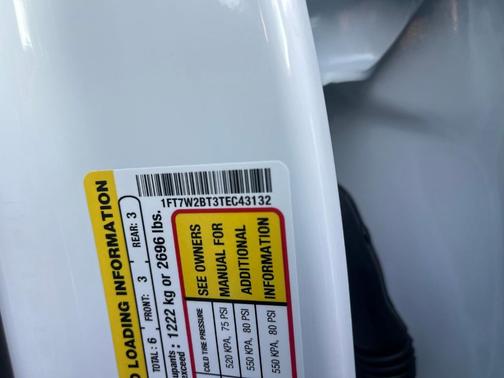 1FT7W2BT3TEC43132
LOADING INFORMATION
TOTAL: 6 FRONT: 3 REAR: 3
: 1222 kg or 2696 lbs.
exceed
COLD TIRE PRESSURE
520 KPA, 75 PSI
550 KPA, 80 PSI
550 KPA, 80 PSI
SEE OWNERS
MANUAL FOR
ADDITIONAL
INFORMATION